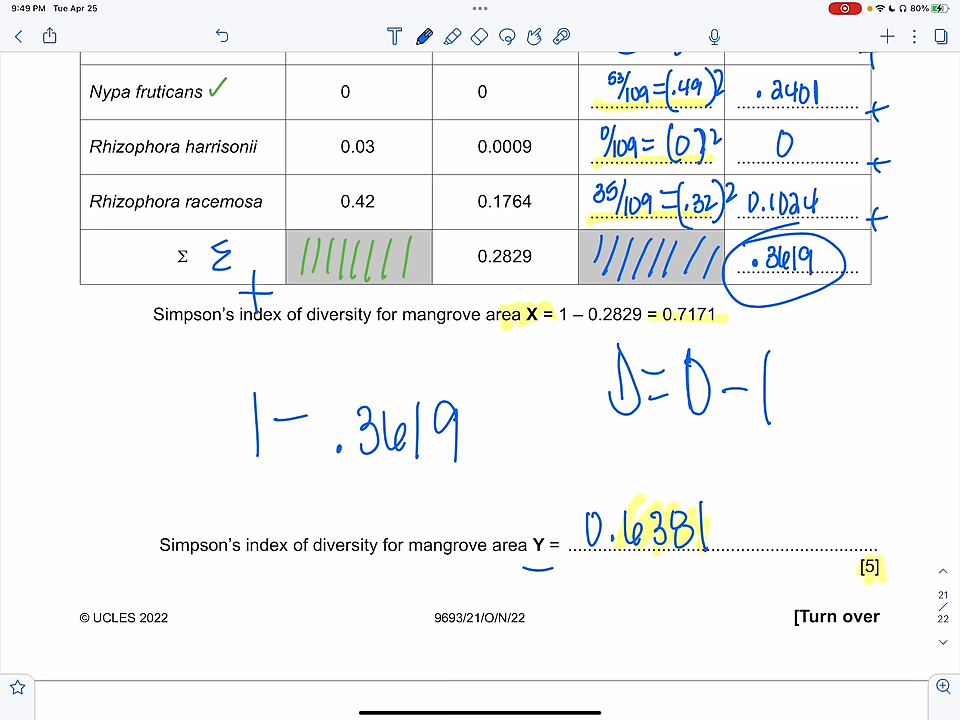 9:49 PM Tue Apr 25
80%
T
+
Nypa fruticans ✓ 0 0 53/109=(.49)2 .2401
+
Rhizophora harrisonii 0.03 0.0009 0/109=(0)2 0
+
Rhizophora racemosa 0.42 0.1764 35/109=(.32)2 0.1024
+
Σ Σ 0.2829 .3619
+
Simpson's index of diversity for mangrove area X = 1 – 0.2829 = 0.7171
D=D-1
1- .3619
Simpson's index of diversity for mangrove area Y = 0.6381
[5]
21
/
22
© UCLES 2022 9693/21/O/N/22 [Turn over